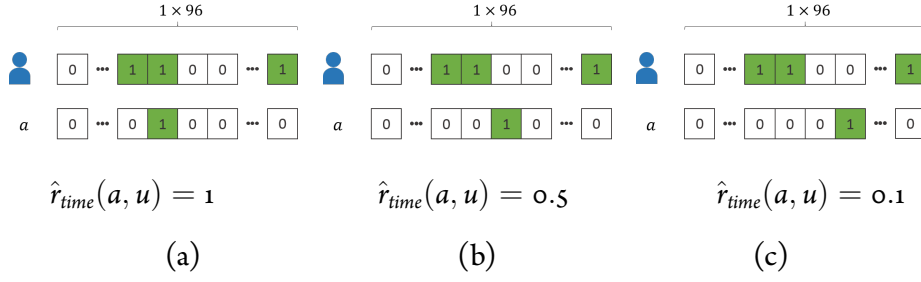 1 × 96 1 × 96 1 × 96
0 ... 1 1 0 0 ... 1 0 ... 1 1 0 0 ... 1 0 ... 1 1 0 0 ... 1
a 0 ... 0 1 0 0 ... 0 a 0 ... 0 0 1 0 ... 0 a 0 ... 0 0 0 1 ... 0
r̂time(a, u) = 1 r̂time(a, u) = 0.5 r̂time(a, u) = 0.1
(a) (b) (c)